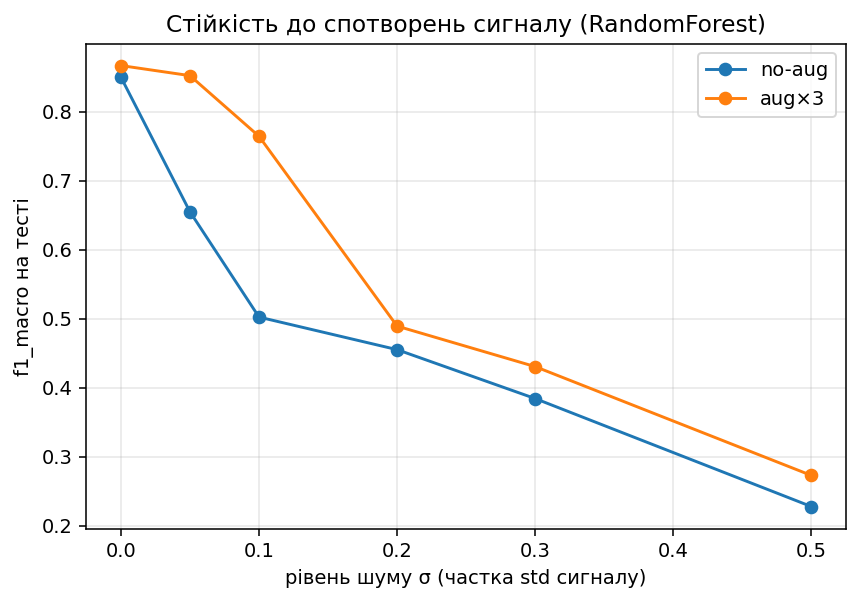 Стійкість до спотворень сигналу (RandomForest)
no-aug
aug×3
f1_macro на тесті
0.8
0.7
0.6
0.5
0.4
0.3
0.2
0.0 0.1 0.2 0.3 0.4 0.5
рівень шуму σ (частка std сигналу)